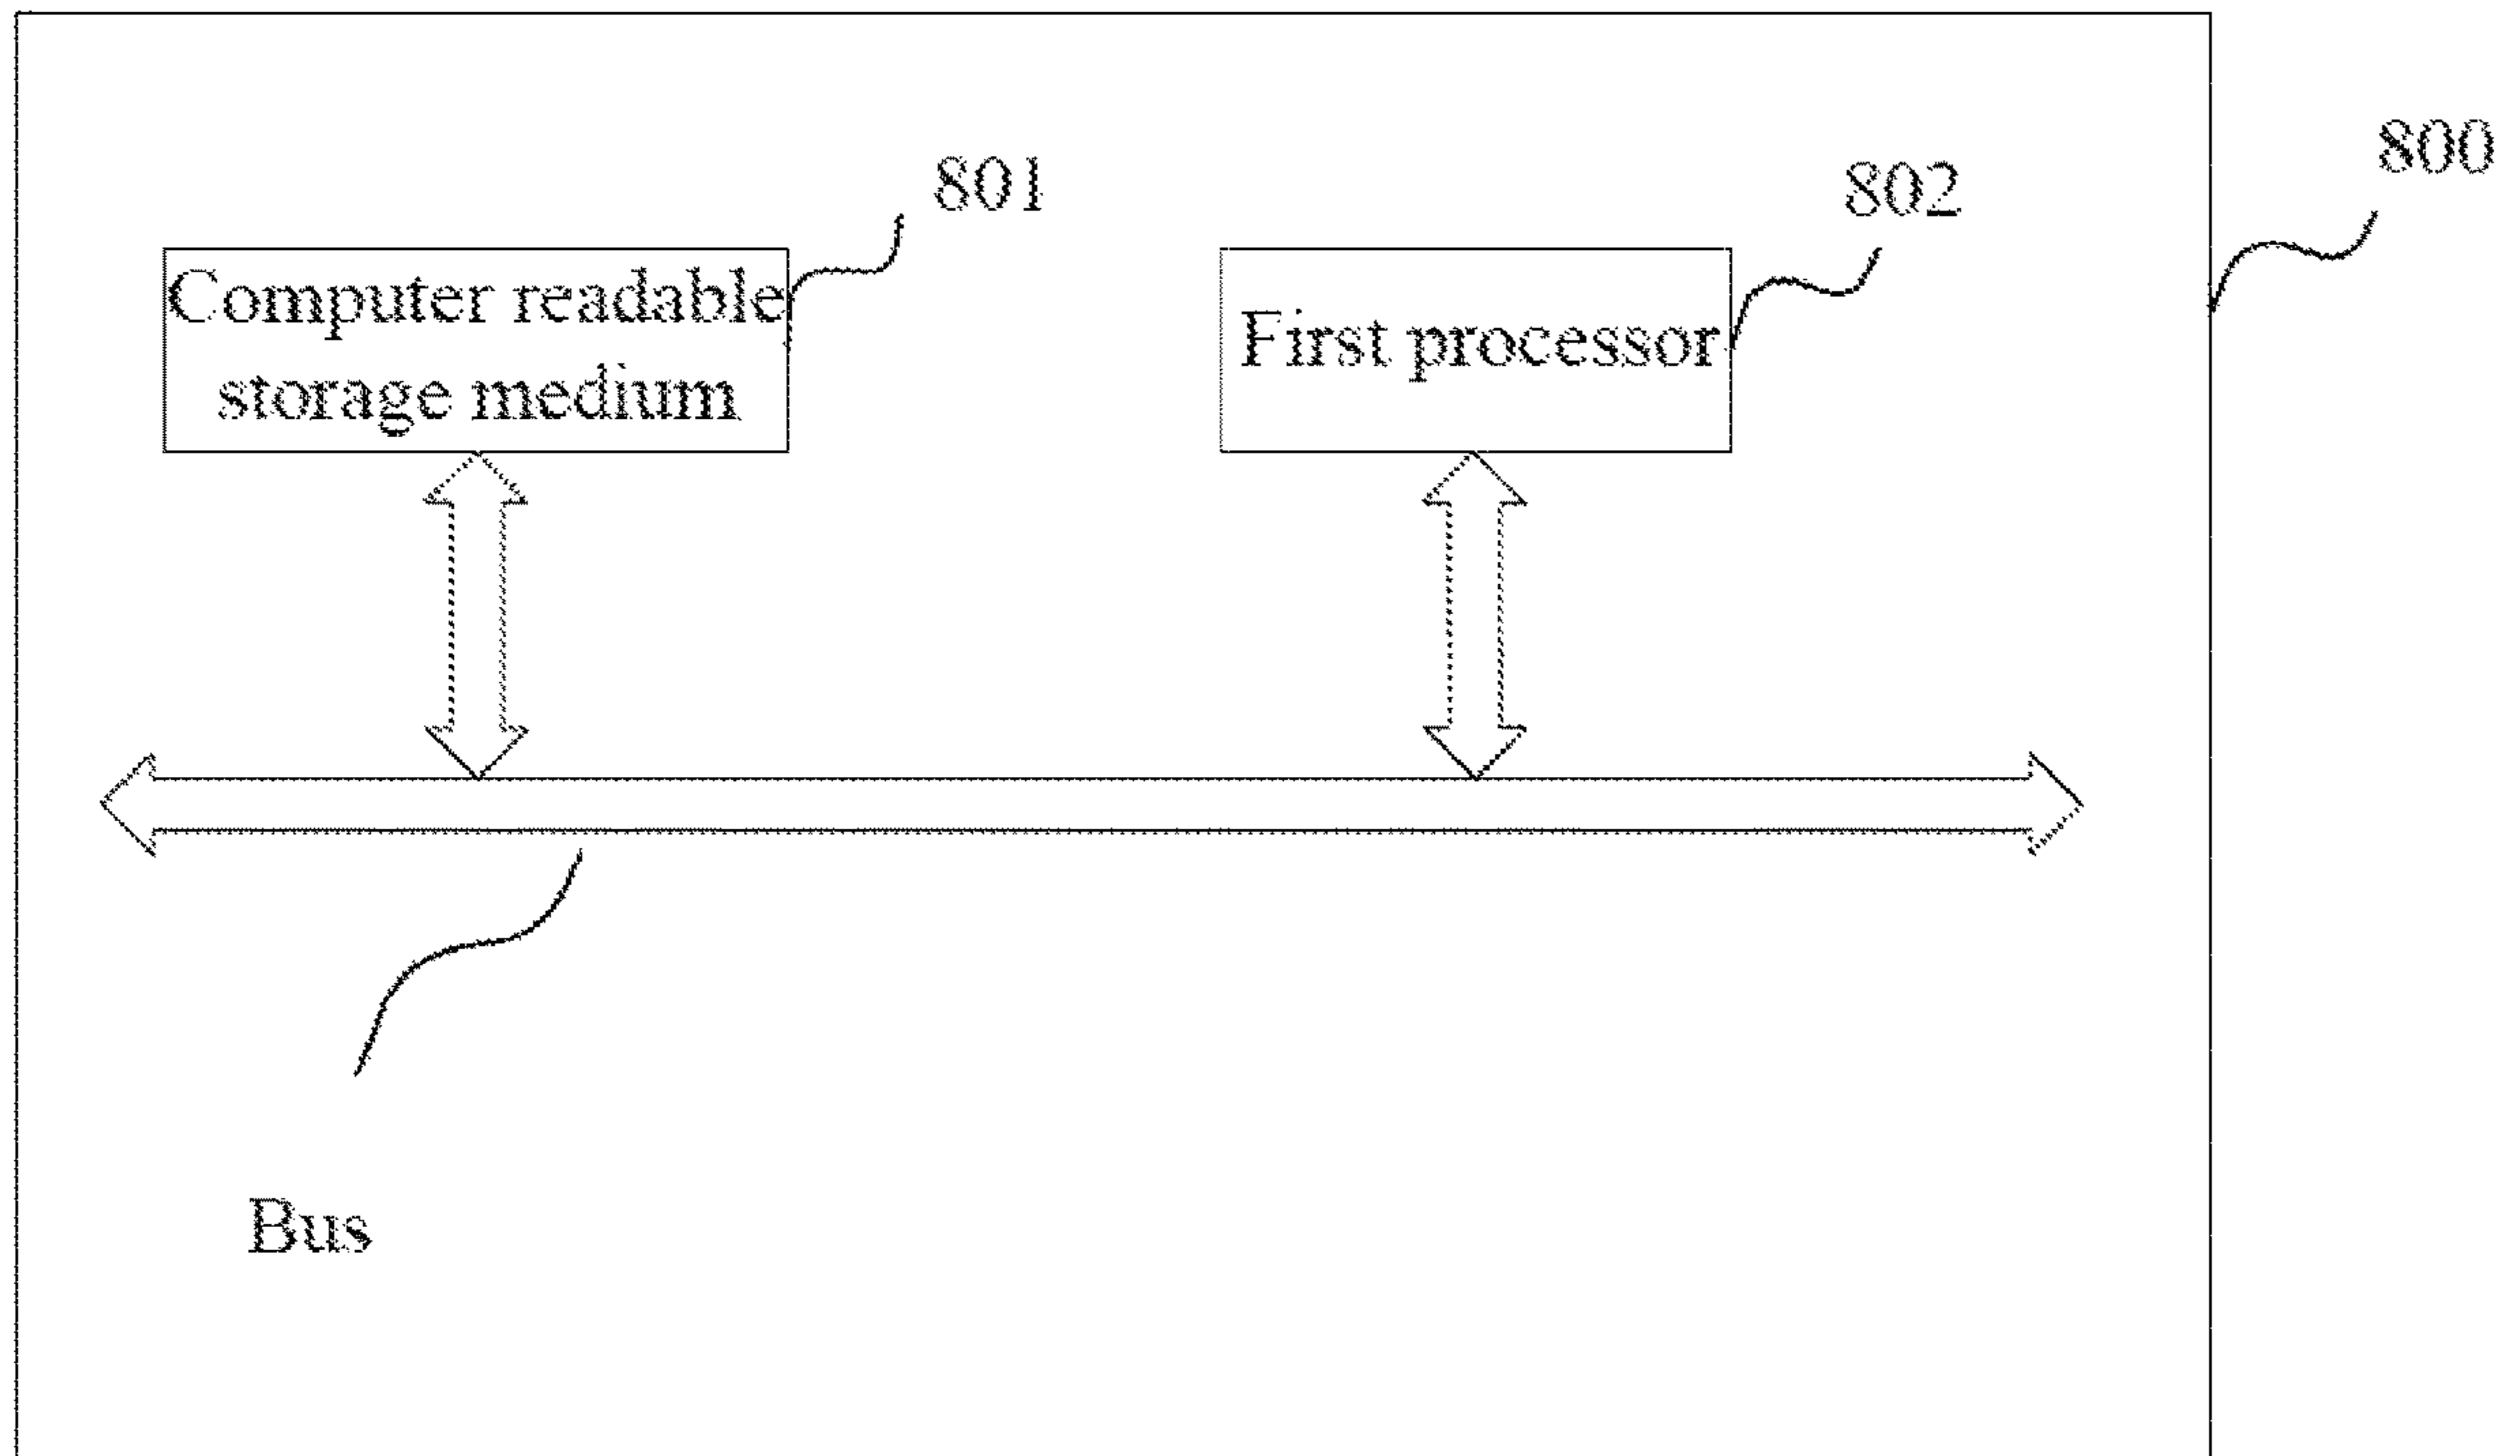 800
801
802
Computer readable
storage medium
First processor
Bus